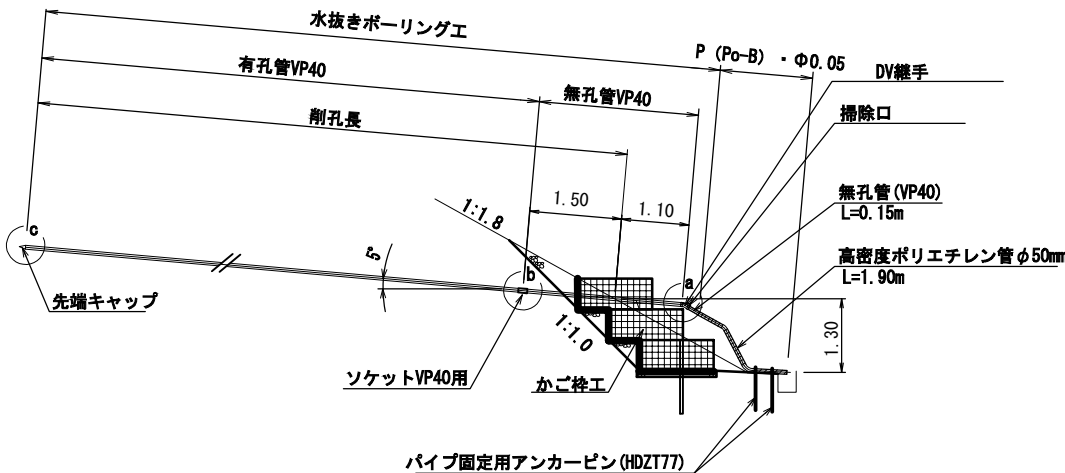 水抜きボーリング工
P (Po-B) ・ Φ0.05
有孔管VP40
DV継手
無孔管VP40
掃除口
削孔長
1.50
1.10
無孔管(VP40)
L=0.15m
1:1.8
c
5°
高密度ポリエチレン管φ50mm
L=1.90m
b
a
先端キャップ
1:1.0
1.30
ソケットVP40用
かご枠工
パイプ固定用アンカーピン(HDZT77)